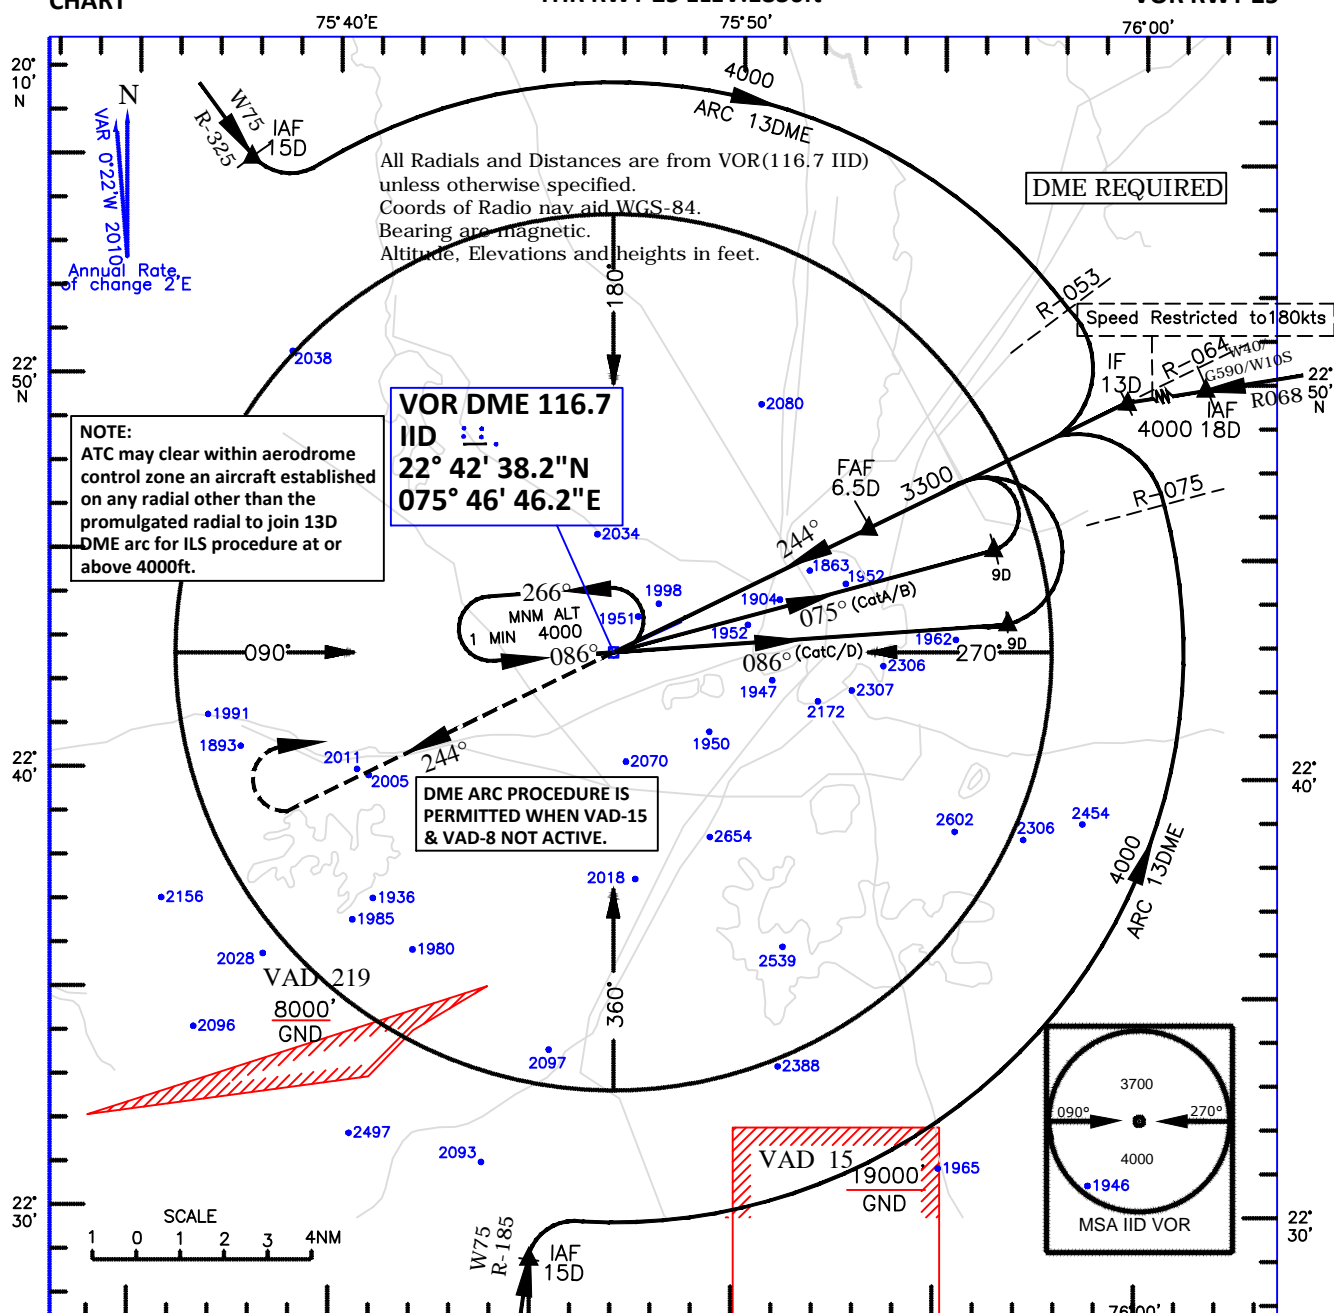 CHART
VOR RWY 25
75°40'E
75°50'
76°00'
20°
10'
N
N
VAR 0°22'W 2010
Annual Rate
of change 2'E
W75
R-325
IAF
15D
4000
ARC 13DME
All Radials and Distances are from VOR(116.7 IID)
unless otherwise specified.
Coords of Radio nav aid WGS-84.
Bearing are magnetic.
Altitude, Elevations and heights in feet.
DME REQUIRED
180°
R-053
Speed Restricted to180kts
R-064
W40/
G590/W10S
R068
IF
13D
IAF
4000 18D
22°
50'
N
22°
50'
N
2038
2080
VOR DME 116.7
IID
22° 42' 38.2"N
075° 46' 46.2"E
NOTE:
ATC may clear within aerodrome
control zone an aircraft established
on any radial other than the
promulgated radial to join 13D
DME arc for ILS procedure at or
above 4000ft.
FAF
6.5D
3300
R-075
244°
2034
1863
1952
9D
266°
1998
1904
075° (CatA/B)
MNM ALT
1 MIN 4000
1951
1952
1962
9D
090°
086°
086° (CatC/D)
270°
2306
1947
2307
2172
1991
1893
1950
244°
2011
2005
2070
22°
40'
22°
40'
DME ARC PROCEDURE IS
PERMITTED WHEN VAD-15
& VAD-8 NOT ACTIVE.
2654
2602
2306
2454
4000
ARC 13DME
2018
2156
1936
1985
1980
2028
2539
VAD 219
8000'
GND
360°
2096
2097
2388
3700
090°
270°
4000
1946
MSA IID VOR
2497
2093
VAD 15
19000'
GND
1965
22°
30'
22°
30'
SCALE
1 0 1 2 3 4NM
W75
R-185
IAF
15D
76°00'